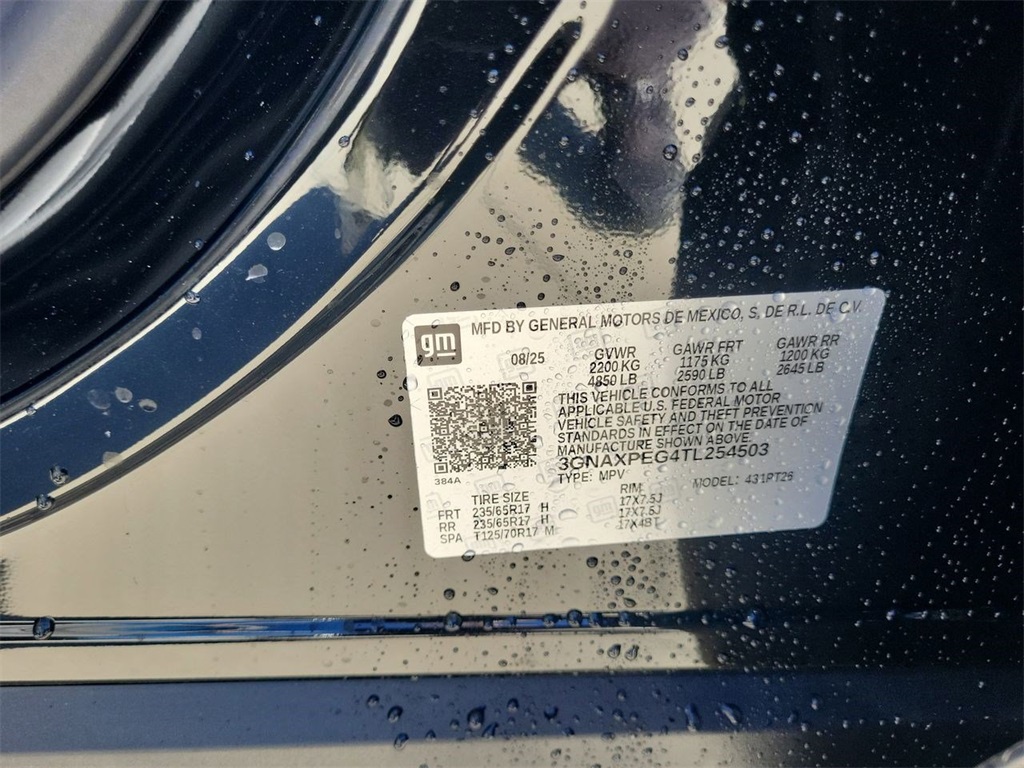 gm
MFD BY GENERAL MOTORS DE MEXICO, S. DE R.L. DE C.V.
08/25 GVWR GAWR FRT GAWR RR
2200 KG 1175 KG 1200 KG
4850 LB 2590 LB 2645 LB
THIS VEHICLE CONFORMS TO ALL
APPLICABLE U.S. FEDERAL MOTOR
VEHICLE SAFETY AND THEFT PREVENTION
STANDARDS IN EFFECT ON THE DATE OF
MANUFACTURE SHOWN ABOVE.
3GNAXPEG4TL254503
TYPE: MPV MODEL: 431PT26
384A
TIRE SIZE RIM
FRT 235/65R17 H 17X7.5J
RR 235/65R17 H 17X7.5J
SPA T125/70R17 M 17X4BT